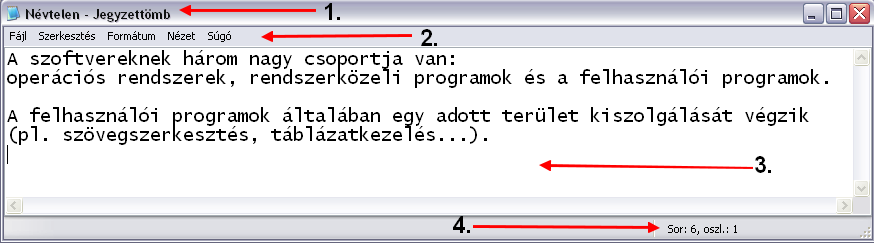 Névtelen - Jegyzettömb
1.
Fájl Szerkesztés Formátum Nézet Súgó
2.
A szoftvereknek három nagy csoportja van:
operációs rendszerek, rendszerközeli programok és a felhasználói programok.
A felhasználói programok általában egy adott terület kiszolgálását végzik
(pl. szövegszerkesztés, táblázatkezelés...).
3.
4.
Sor: 6, oszl.: 1